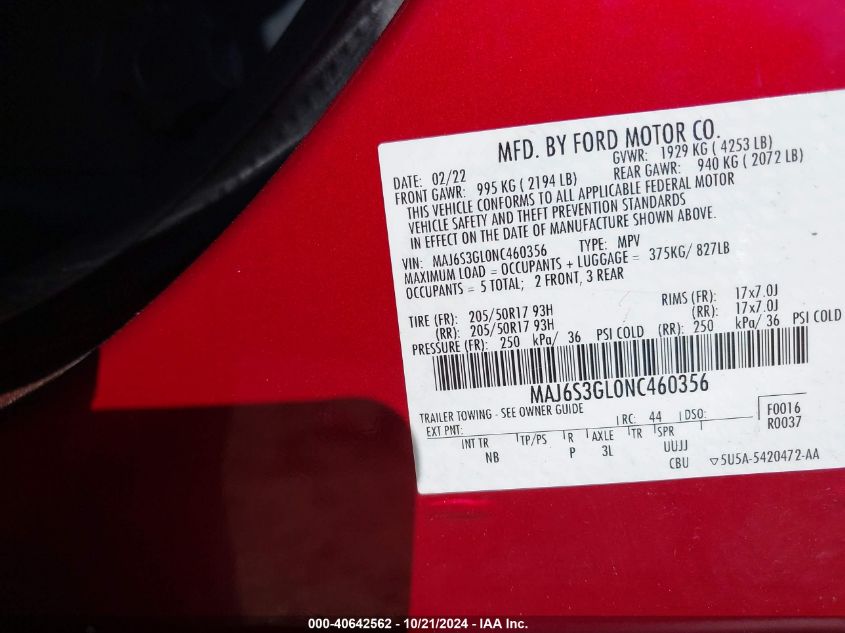 MFD. BY FORD MOTOR CO.
DATE: 02/22 GVWR: 1929 KG ( 4253 LB)
FRONT GAWR: 995 KG ( 2194 LB) REAR GAWR: 940 KG ( 2072 LB)
THIS VEHICLE CONFORMS TO ALL APPLICABLE FEDERAL MOTOR
VEHICLE SAFETY AND THEFT PREVENTION STANDARDS
IN EFFECT ON THE DATE OF MANUFACTURE SHOWN ABOVE.
VIN: MAJ6S3GL0NC460356 TYPE: MPV
MAXIMUM LOAD = OCCUPANTS + LUGGAGE = 375KG/ 827LB
OCCUPANTS = 5 TOTAL; 2 FRONT, 3 REAR
TIRE (FR): 205/50R17 93H RIMS (FR): 17x7.0J
(RR): 205/50R17 93H (RR): 17x7.0J
PRESSURE (FR): 250 kPa/ 36 PSI COLD (RR): 250 kPa/ 36 PSI COLD
MAJ6S3GL0NC460356
TRAILER TOWING - SEE OWNER GUIDE
EXT PNT: RC: 44 DSO: F0016
R0037
INT TR TP/PS R AXLE TR SPR
NB P 3L UUJJ
CBU ▽5U5A-5420472-AA
000-40642562 - 10/21/2024 - IAA Inc.